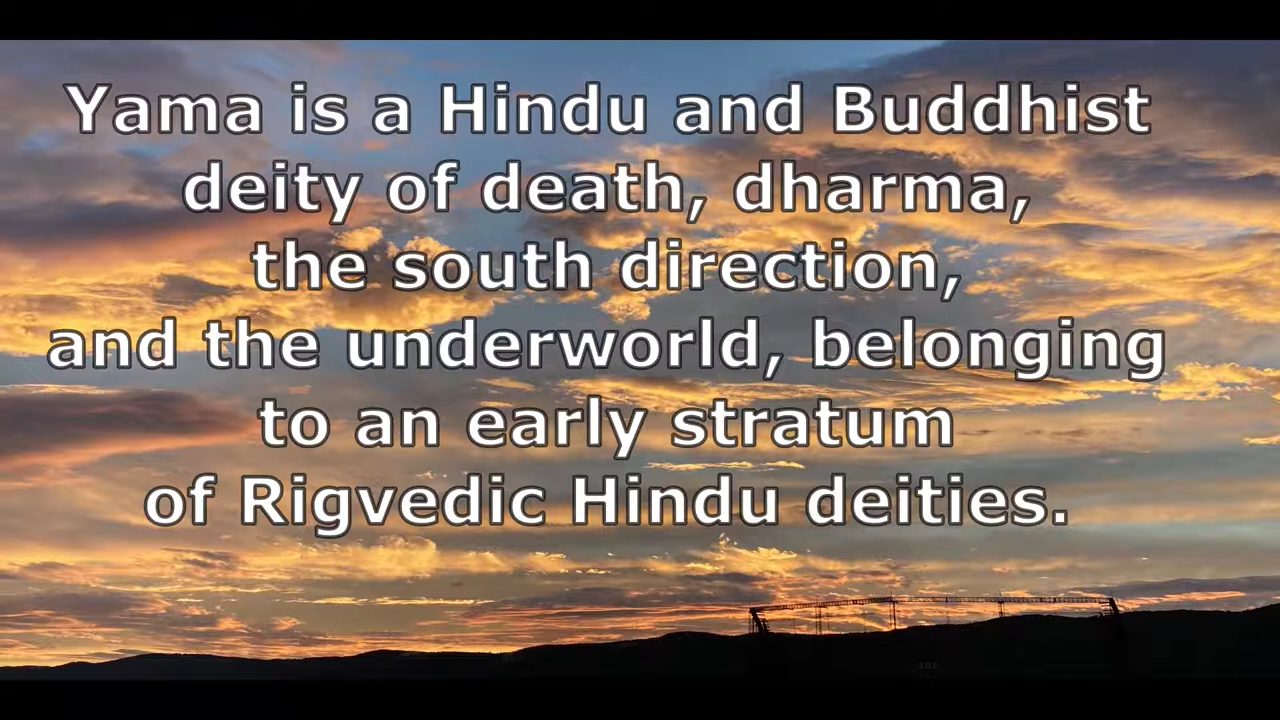 Yama is a Hindu and Buddhist
deity of death, dharma,
the south direction,
and the underworld, belonging
to an early stratum
of Rigvedic Hindu deities.